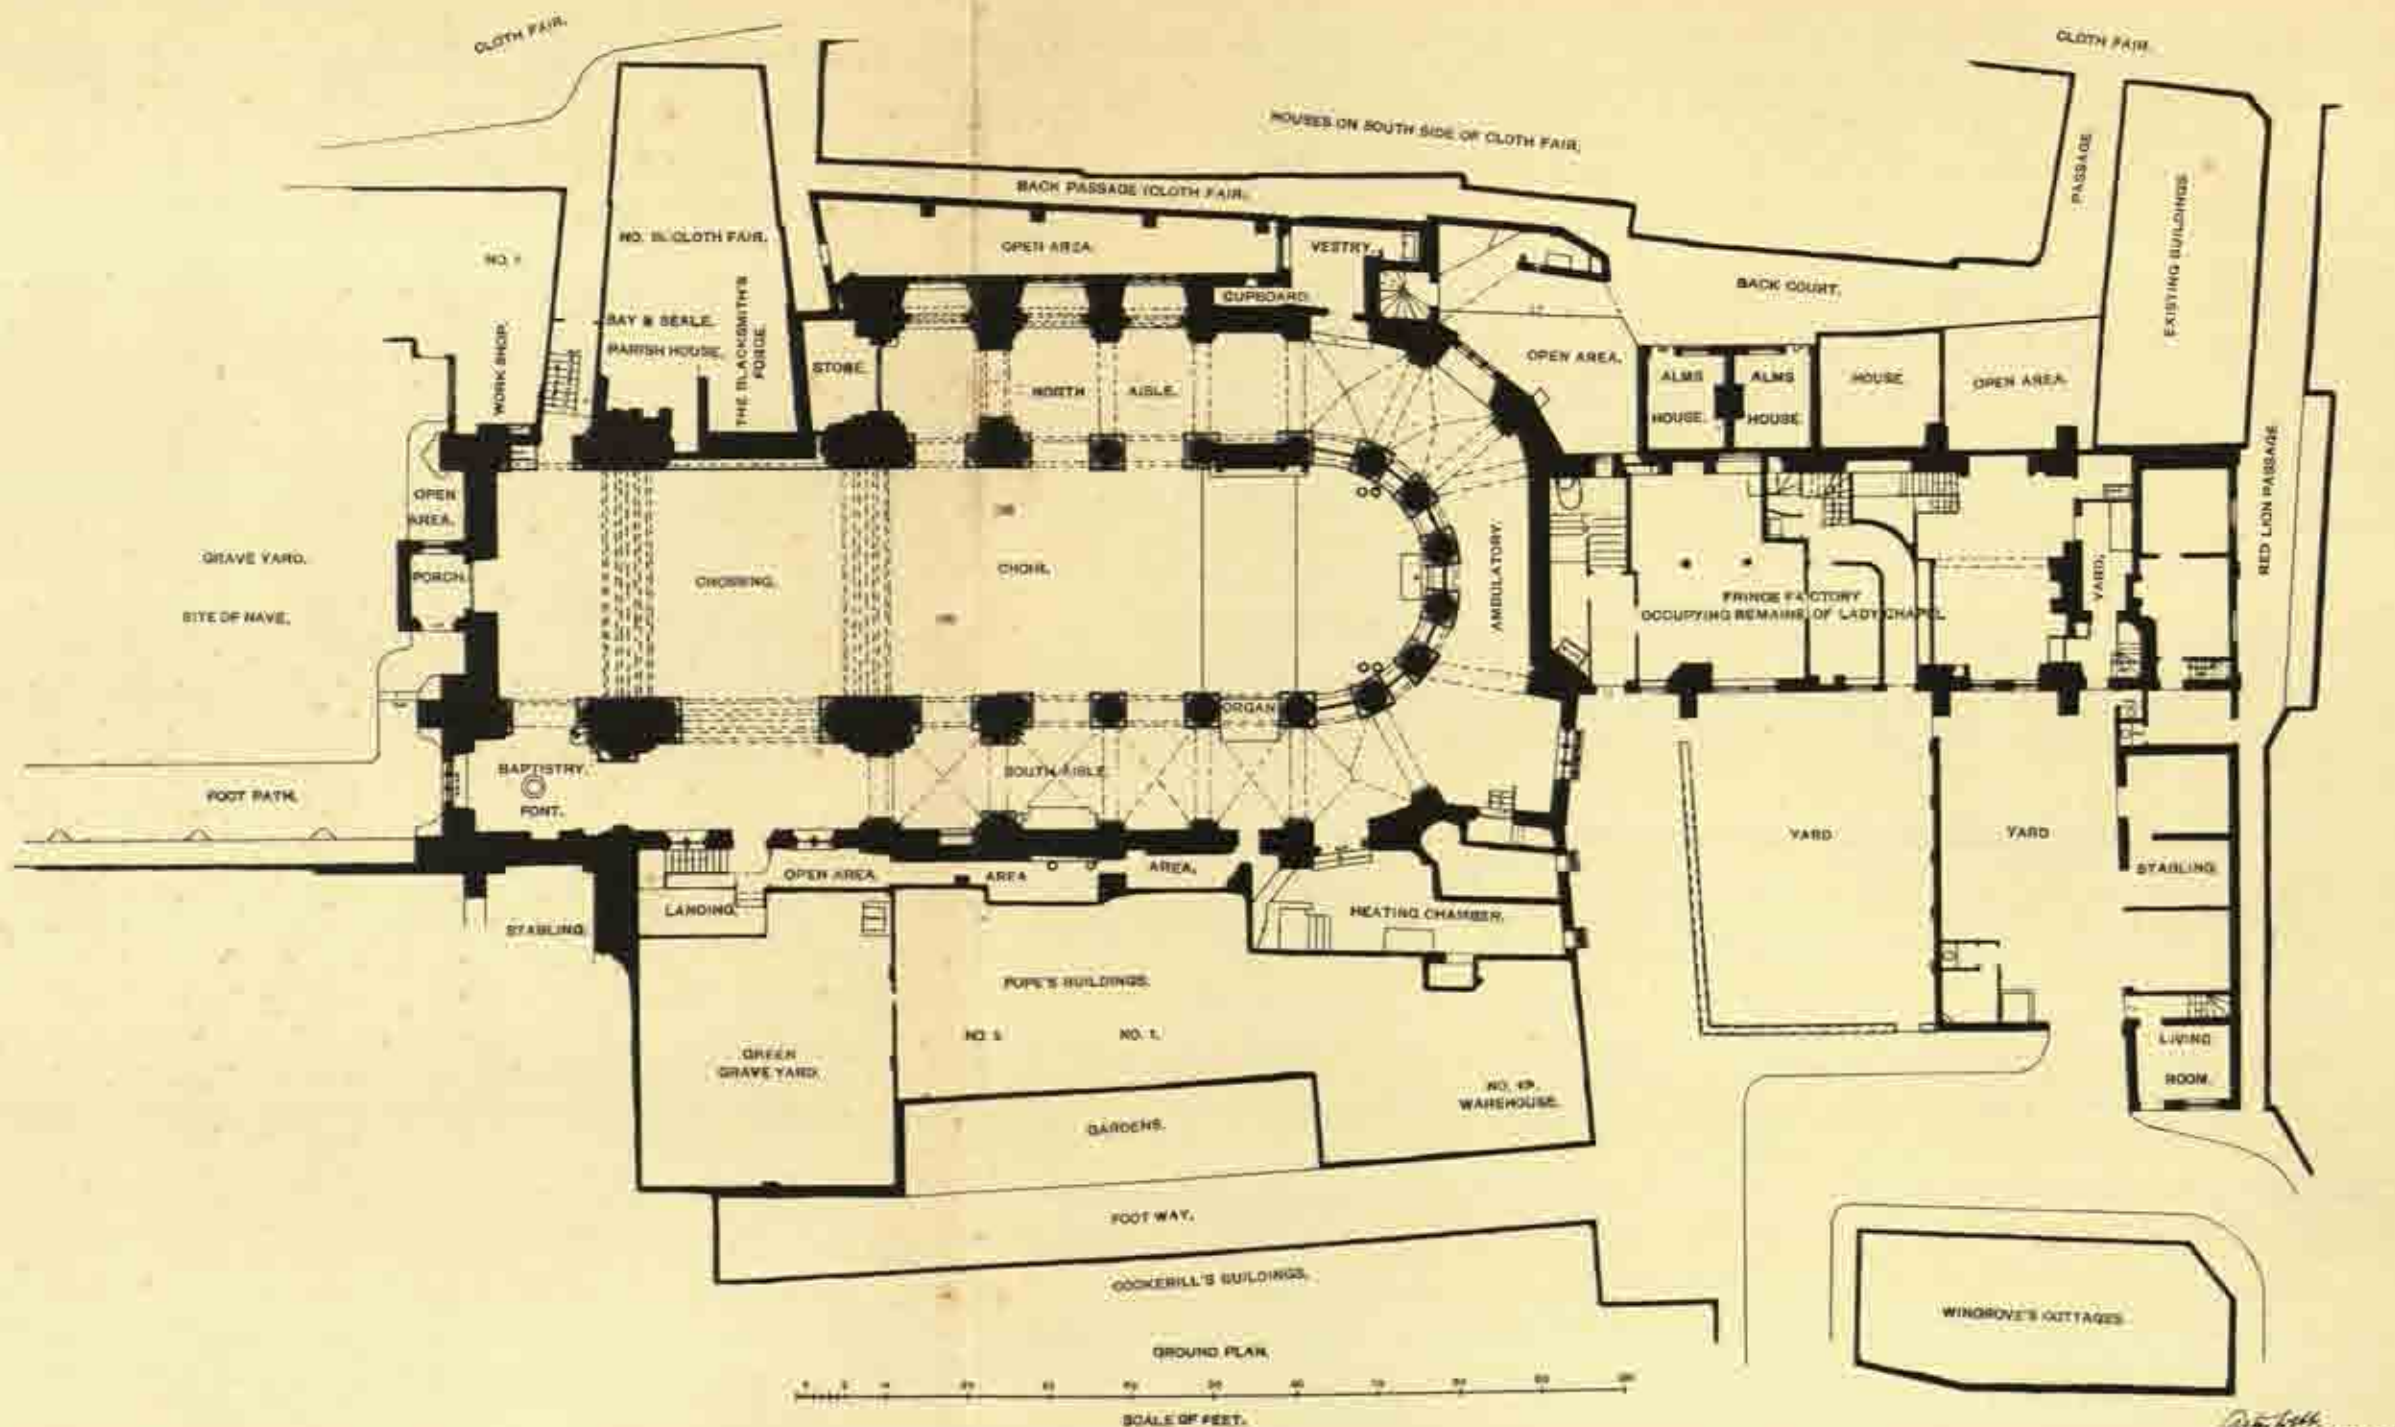 CLOTH FAIR.
CLOTH FAIR.
HOUSES ON SOUTH SIDE OF CLOTH FAIR.
BACK PASSAGE (CLOTH FAIR.
PASSAGE
EXISTING BUILDINGS
NO. CLOTH FAIR.
OPEN AREA.
VESTRY.
NO.
CUPBOARD.
BACK COURT.
WORK SHOP.
BAY & SEALE.
PARISH HOUSE.
THE BLACKSMITH'S
FORGE.
STORE.
NORTH AISLE.
OPEN AREA.
ALMS
HOUSE.
ALMS
HOUSE.
HOUSE.
OPEN AREA.
RED LION PASSAGE
OPEN
AREA.
GRAVE YARD.
SITE OF NAVE.
PORCH.
CROSSING.
CHOIR.
AMBULATORY.
FRINGE FACTORY
OCCUPYING REMAINS OF LADY CHAPEL
YARD.
ORGAN
BAPTISTRY.
FONT.
SOUTH AISLE
FOOT PATH.
YARD
YARD
STABLING.
OPEN AREA.
AREA
AREA.
LANDING.
HEATING CHAMBER.
STABLING
POPE'S BUILDINGS.
NO. NO. 1.
GREEN
GRAVE YARD.
LIVING
ROOM.
NO.
WAREHOUSE.
GARDENS.
FOOT WAY.
COCKERILL'S BUILDINGS.
WINGROVE'S COTTAGES
GROUND PLAN.
SCALE OF FEET.